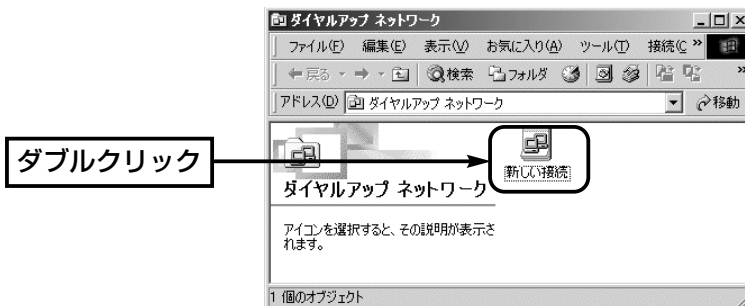 ダイヤルアップ ネットワーク
ファイル(F) 編集(E) 表示(V) お気に入り(A) ツール(T) 接続(C »
戻る 検索 フォルダ »
アドレス(D) ダイヤルアップ ネットワーク 移動
ダブルクリック
新しい接続
ダイヤルアップ ネットワーク
アイコンを選択すると、その説明が表示さ
れます。
1 個のオブジェクト